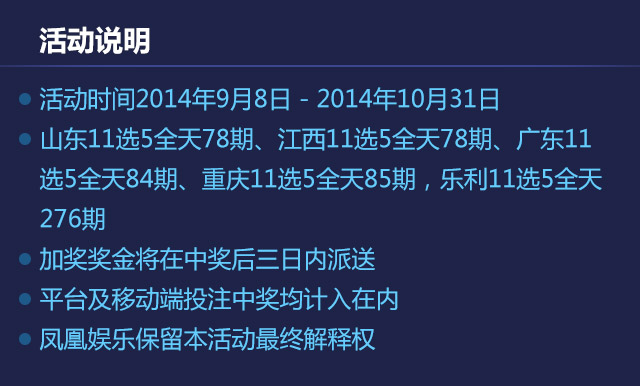 活动说明
活动时间2014年9月8日 - 2014年10月31日
山东11选5全天78期、江西11选5全天78期、广东11
选5全天84期、重庆11选5全天85期，乐利11选5全天
276期
加奖奖金将在中奖后三日内派送
平台及移动端投注中奖均计入在内
凤凰娱乐保留本活动最终解释权